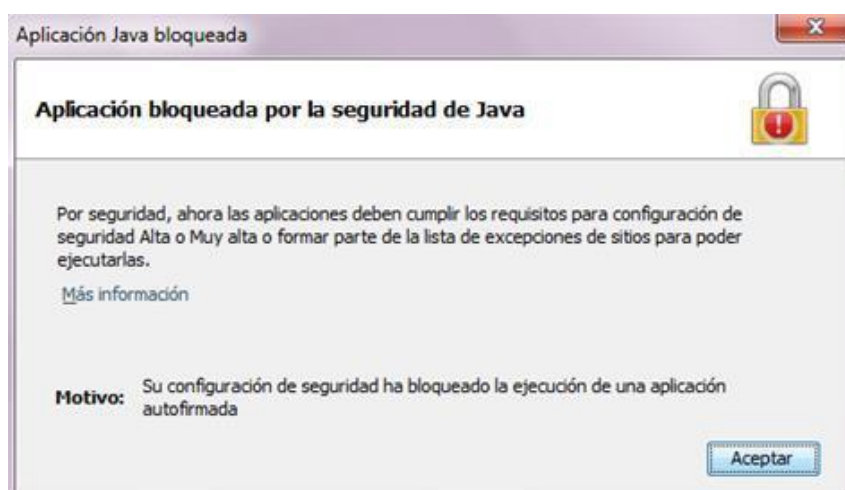 Aplicación Java bloqueada
Aplicación bloqueada por la seguridad de Java
Por seguridad, ahora las aplicaciones deben cumplir los requisitos para configuración de
seguridad Alta o Muy alta o formar parte de la lista de excepciones de sitios para poder
ejecutarlas.
Más información
Motivo: Su configuración de seguridad ha bloqueado la ejecución de una aplicación
autofirmada
Aceptar